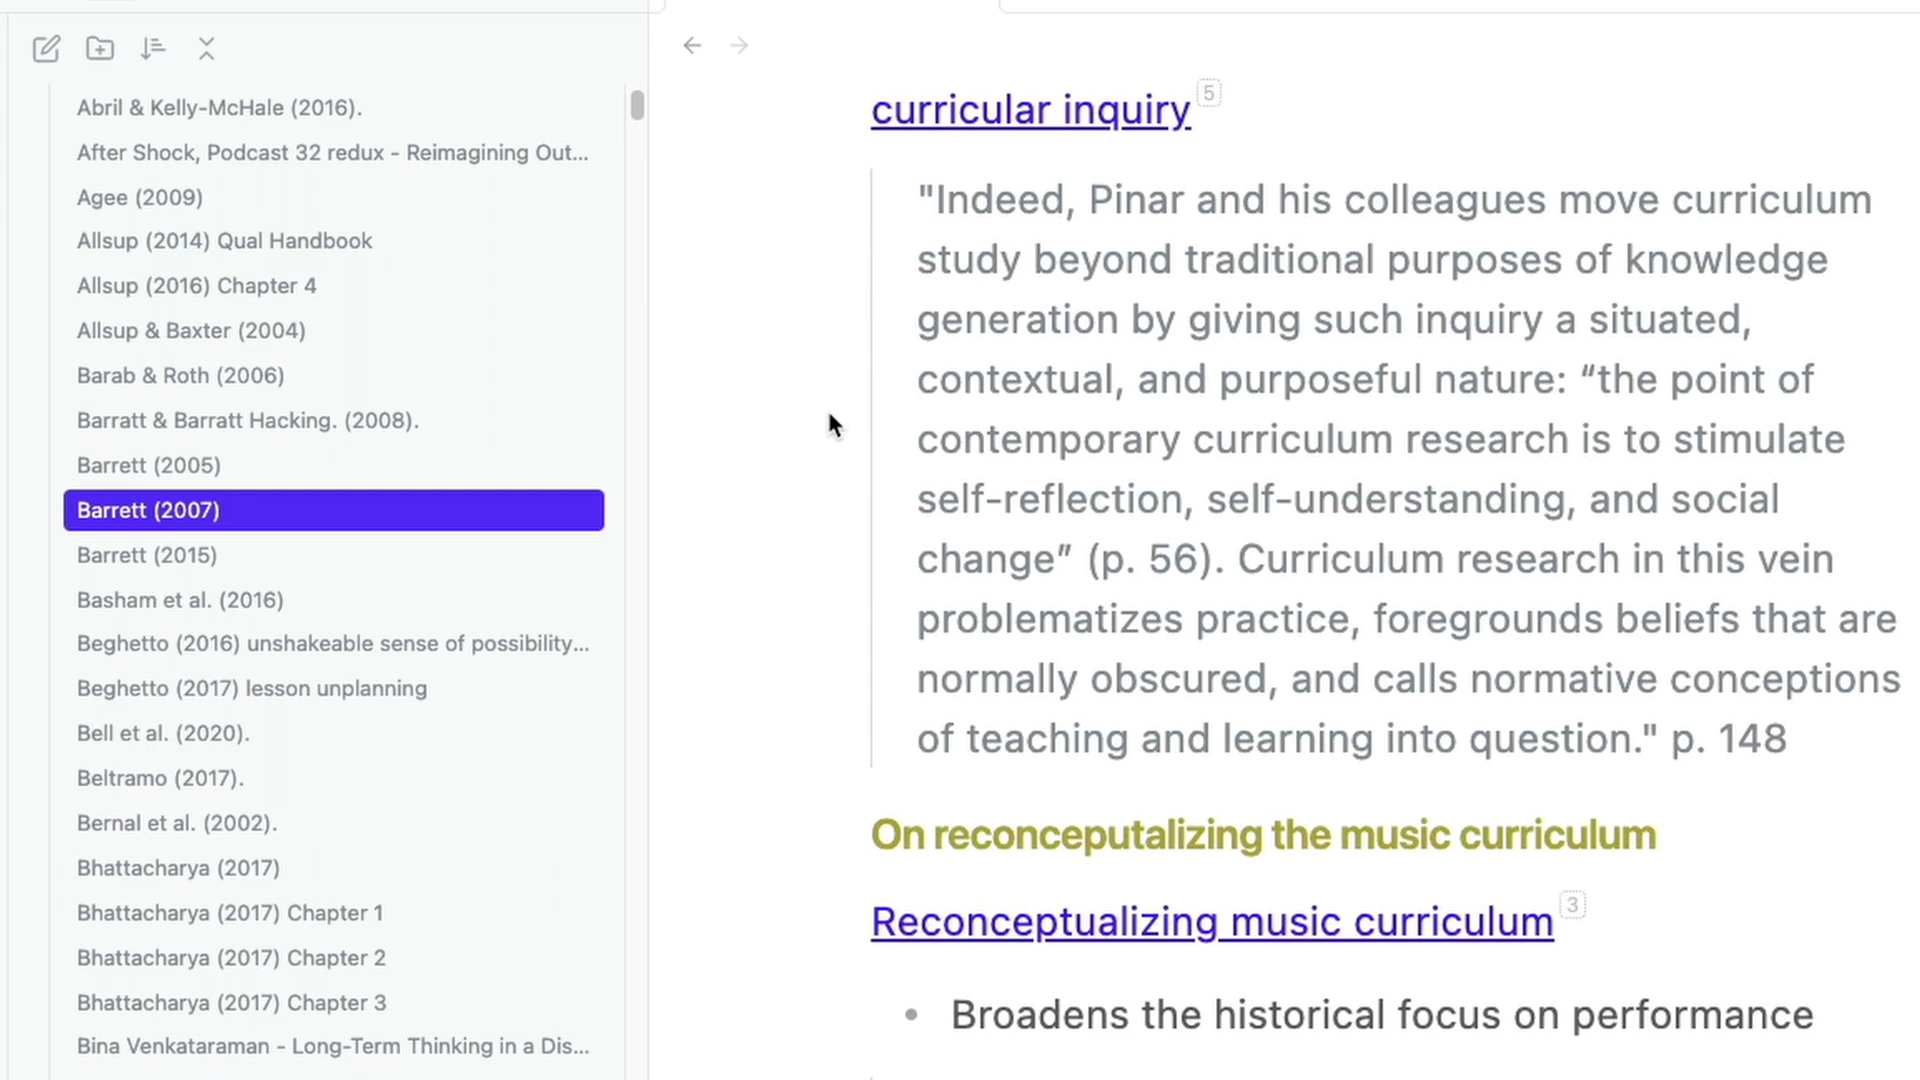 Abril & Kelly-McHale (2016).
After Shock, Podcast 32 redux - Reimagining Out...
Agee (2009)
Allsup (2014) Qual Handbook
Allsup (2016) Chapter 4
Allsup & Baxter (2004)
Barab & Roth (2006)
Barratt & Barratt Hacking. (2008).
Barrett (2005)
Barrett (2007)
Barrett (2015)
Basham et al. (2016)
Beghetto (2016) unshakeable sense of possibility...
Beghetto (2017) lesson unplanning
Bell et al. (2020).
Beltramo (2017).
Bernal et al. (2002).
Bhattacharya (2017)
Bhattacharya (2017) Chapter 1
Bhattacharya (2017) Chapter 2
Bhattacharya (2017) Chapter 3
Bina Venkataraman - Long-Term Thinking in a Dis...
curricular inquiry 5
"Indeed, Pinar and his colleagues move curriculum
study beyond traditional purposes of knowledge
generation by giving such inquiry a situated,
contextual, and purposeful nature: “the point of
contemporary curriculum research is to stimulate
self-reflection, self-understanding, and social
change” (p. 56). Curriculum research in this vein
problematizes practice, foregrounds beliefs that are
normally obscured, and calls normative conceptions
of teaching and learning into question." p. 148
On reconceputalizing the music curriculum
Reconceptualizing music curriculum 3
• Broadens the historical focus on performance